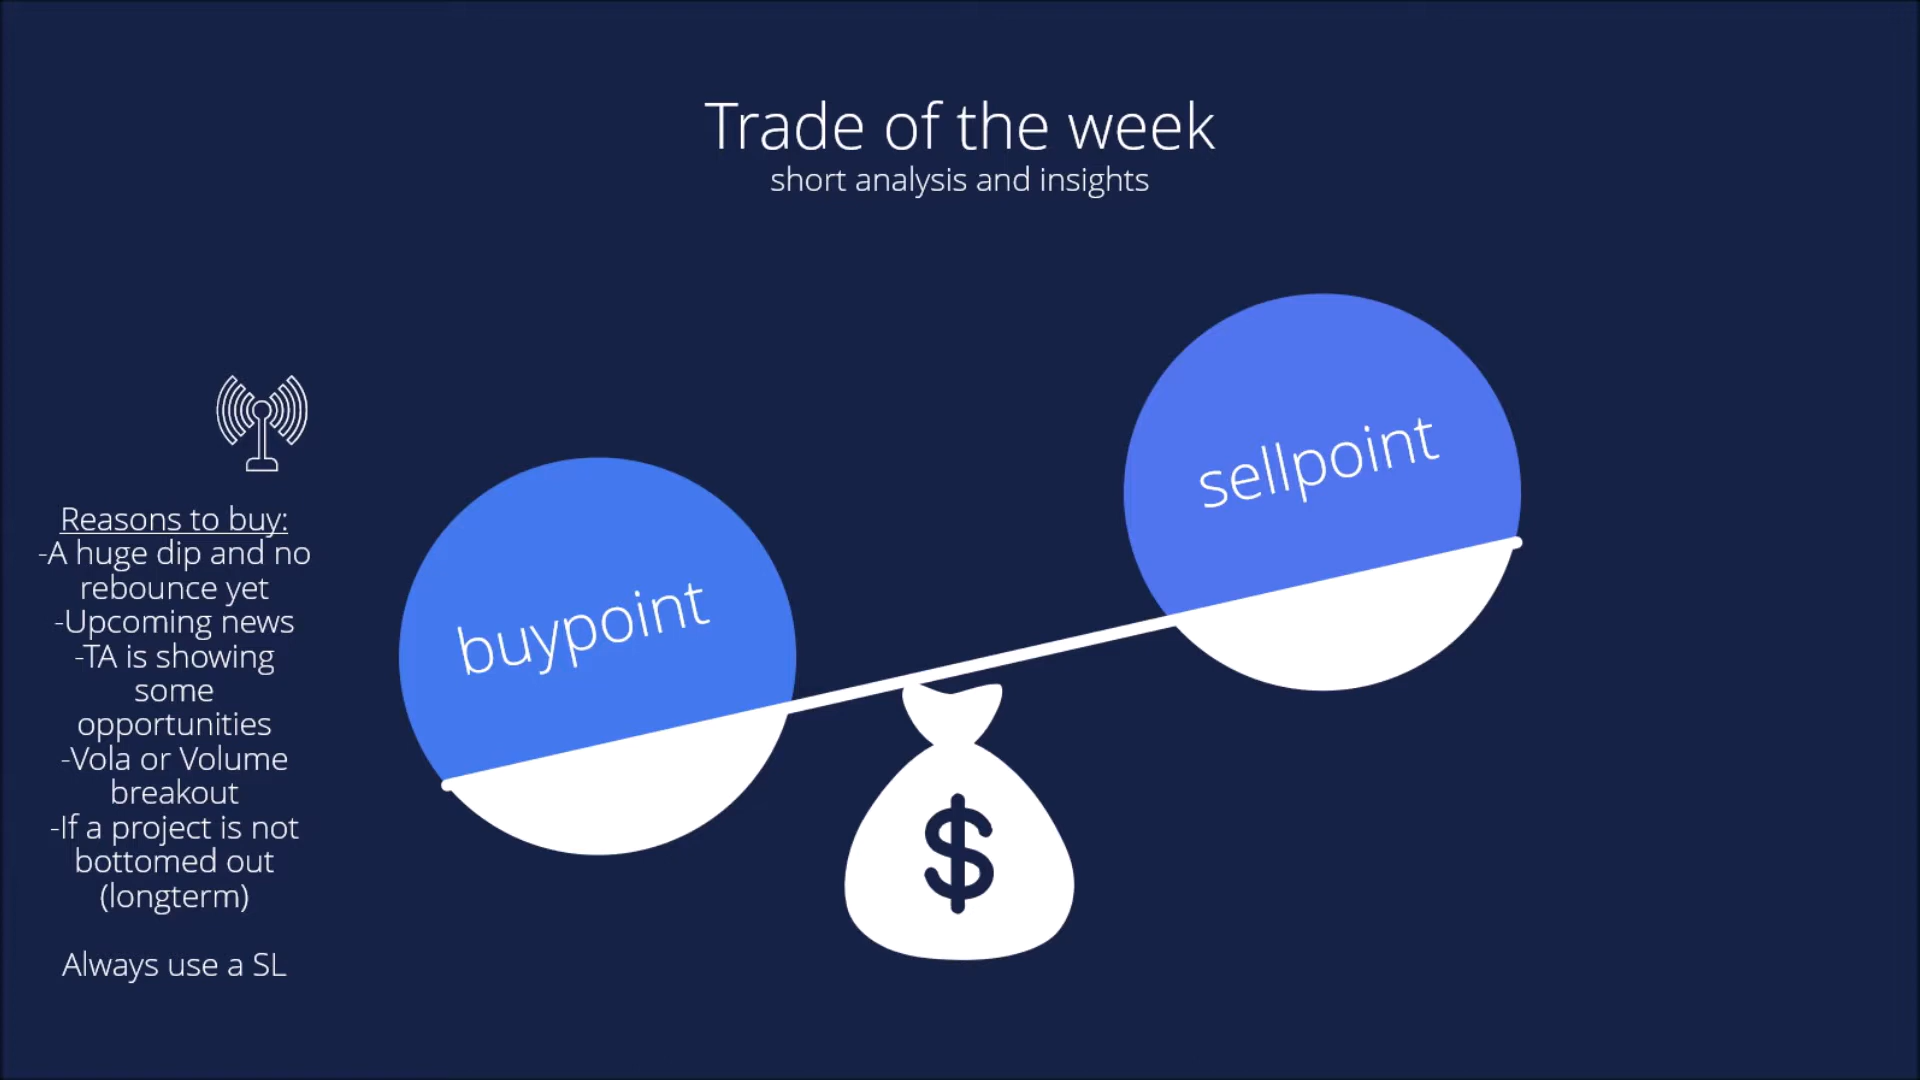 Trade of the week
short analysis and insights
Reasons to buy:
-A huge dip and no
rebounce yet
-Upcoming news
-TA is showing
some
opportunities
-Vola or Volume
breakout
-If a project is not
bottomed out
(longterm)
Always use a SL
buypoint
sellpoint
$